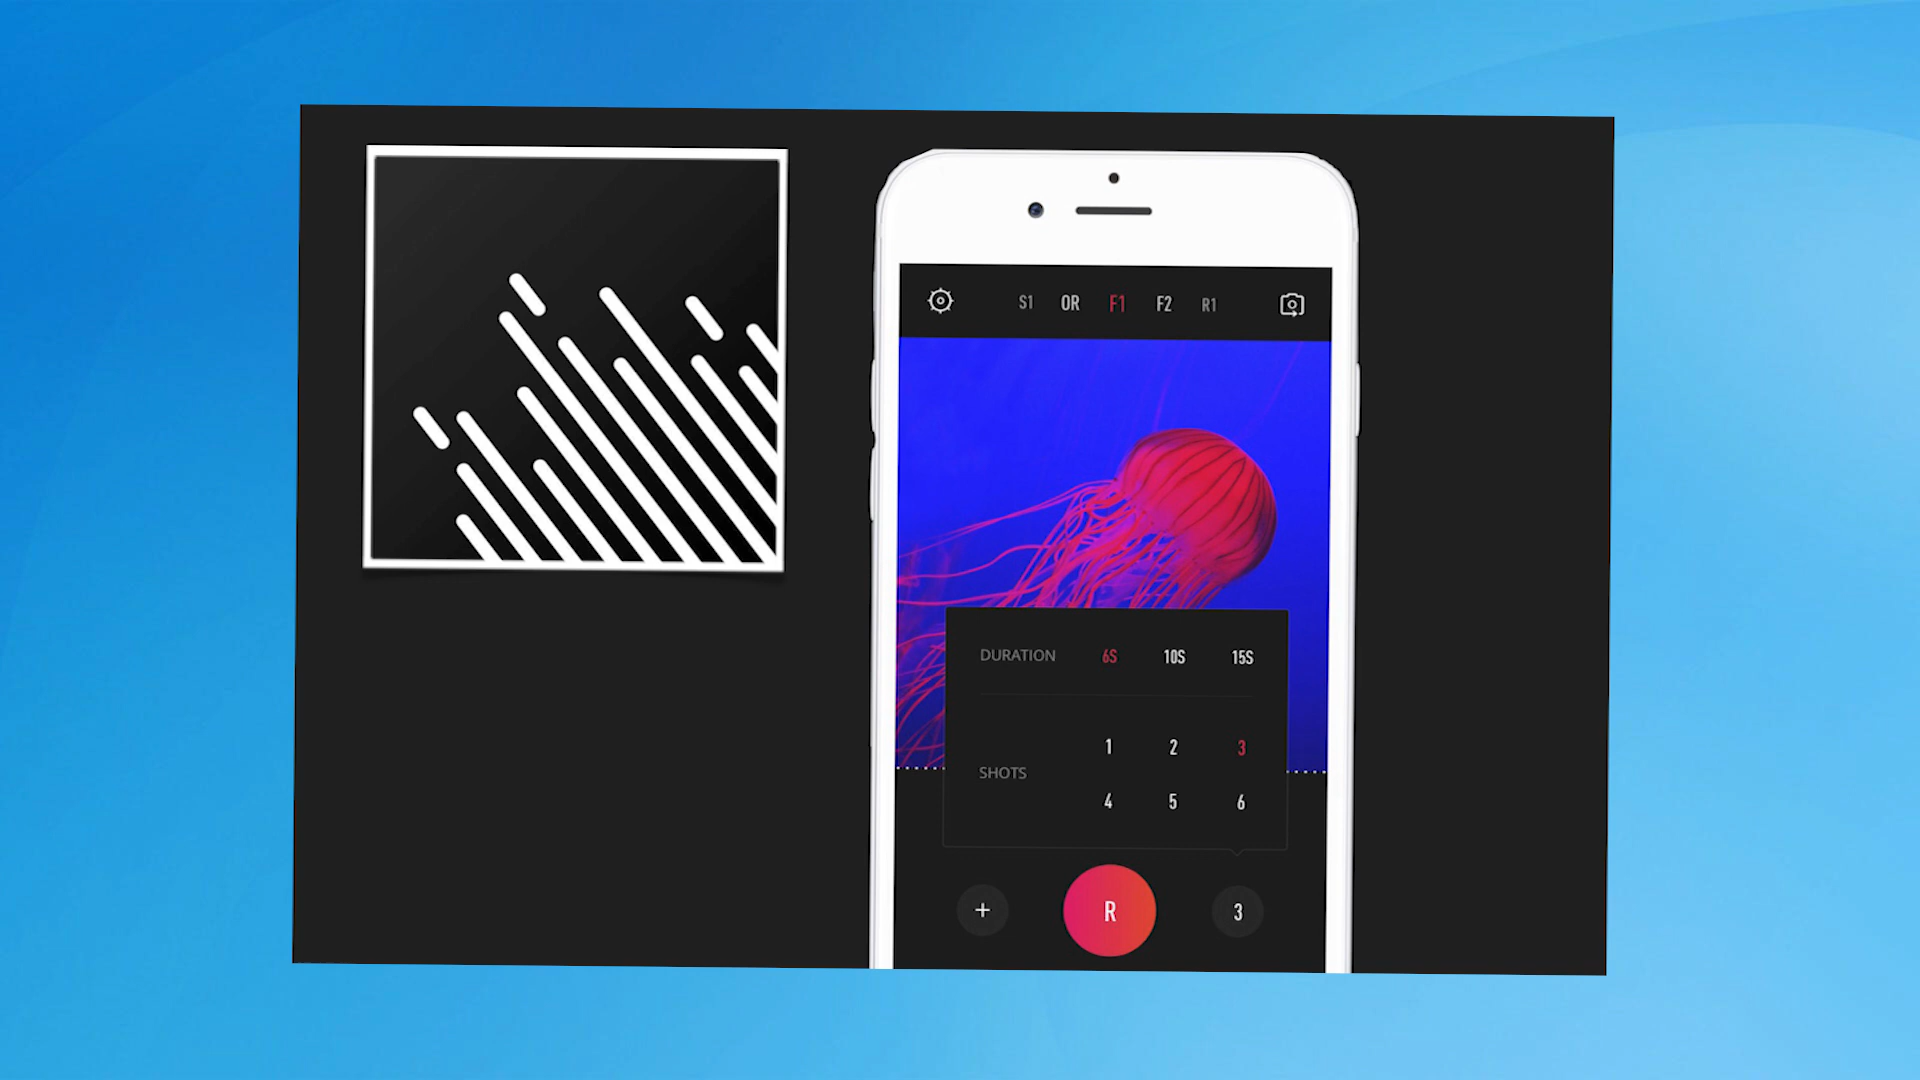 S1 OR F1 F2 R1
DURATION 6S 10S 15S
1 2 3
SHOTS
4 5 6
+ R 3